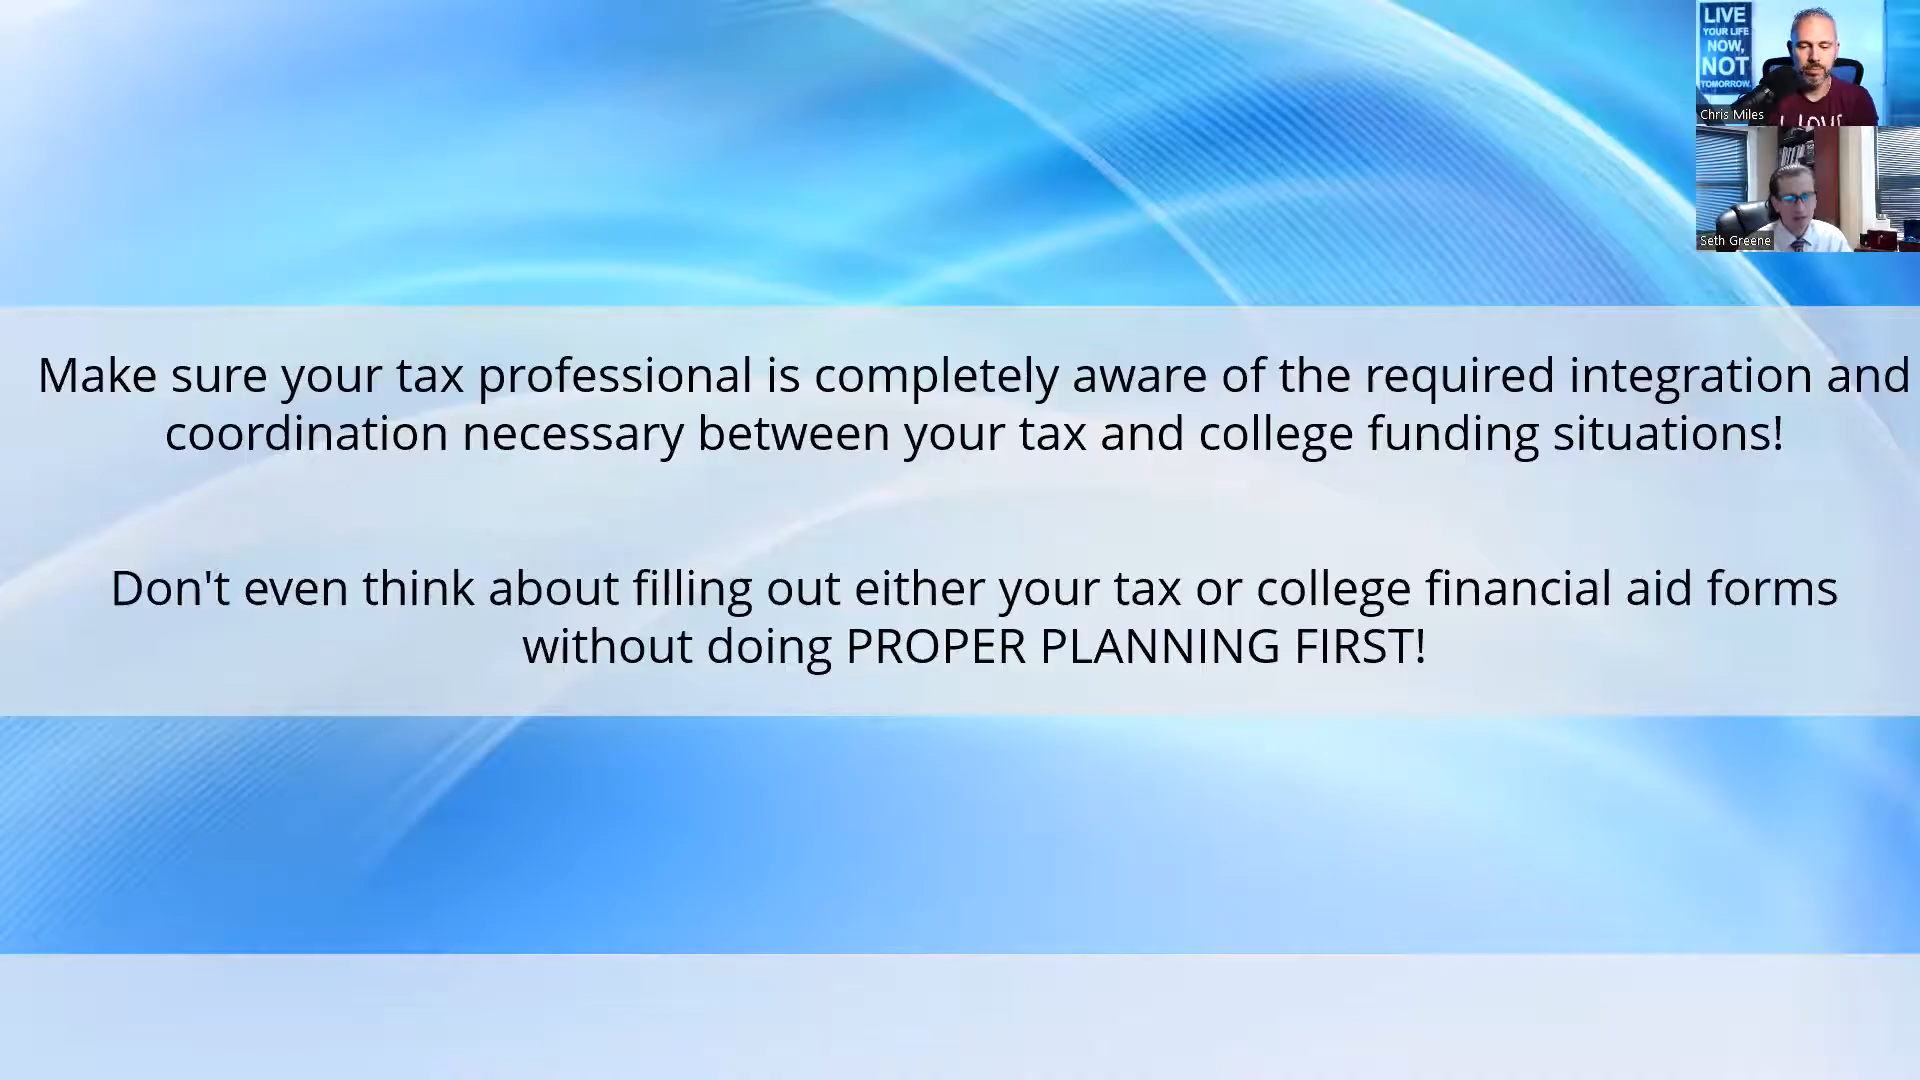 LIVE
YOUR LIFE
NOW,
NOT
TOMORROW.
Chris Miles
I LOVE
Seth Greene
Make sure your tax professional is completely aware of the required integration and
coordination necessary between your tax and college funding situations!
Don't even think about filling out either your tax or college financial aid forms
without doing PROPER PLANNING FIRST!